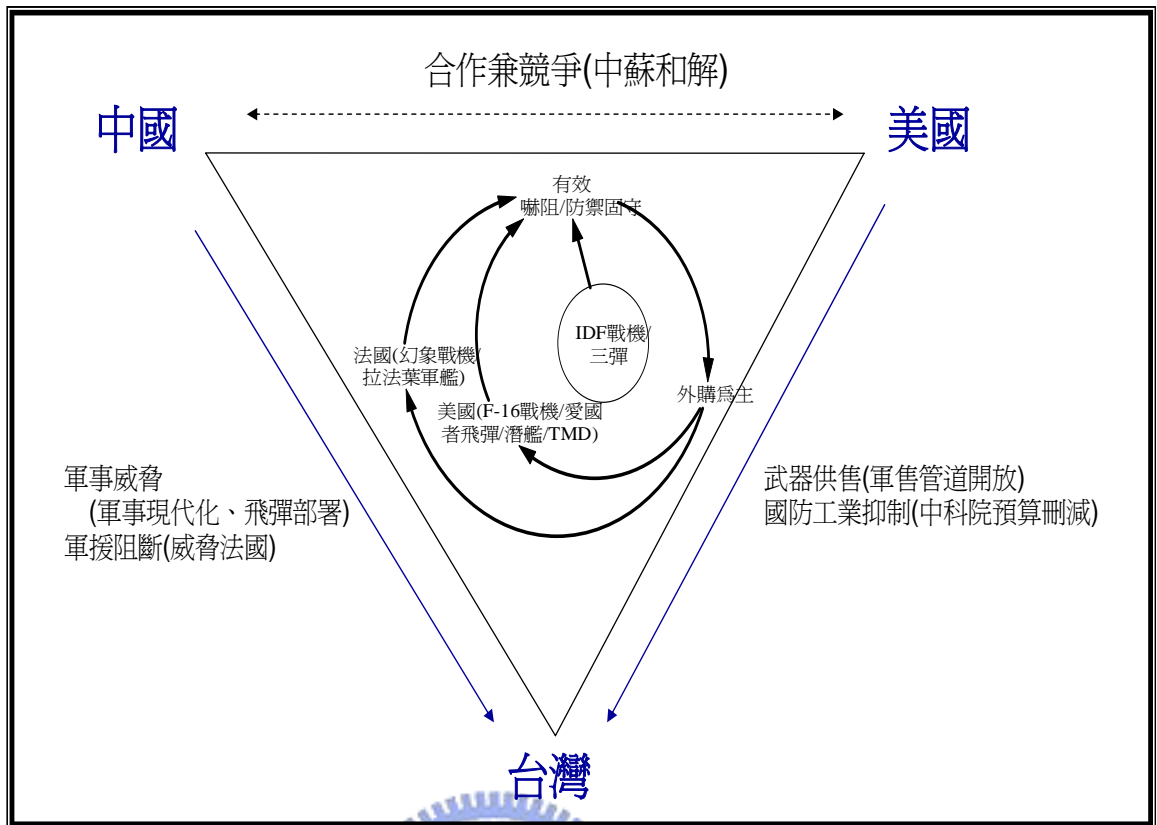 合作兼競爭(中蘇和解)
中國
美國
有效
嚇阻/防禦固守
IDF戰機/
三彈
法國(幻象戰機/
拉法葉軍艦)
美國(F-16戰機/愛國
者飛彈/潛艦/TMD)
外購為主
軍事威脅
(軍事現代化、飛彈部署)
軍援阻斷(威脅法國)
武器供售(軍售管道開放)
國防工業抑制(中科院預算刪減)
台灣